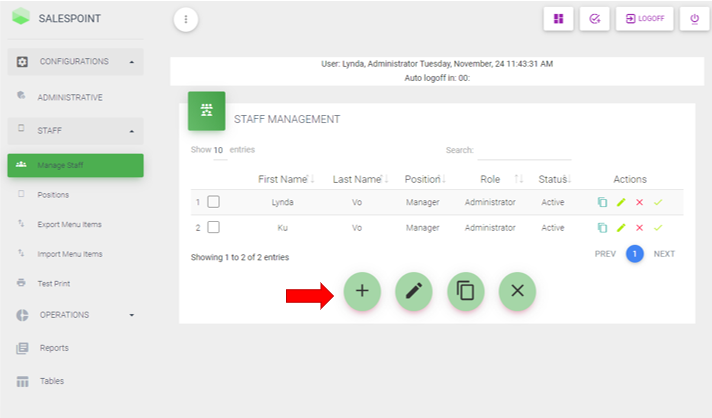 SALESPOINT
LOGOFF
CONFIGURATIONS
ADMINISTRATIVE
STAFF
Manage Staff
Positions
Export Menu Items
Import Menu Items
Test Print
OPERATIONS
Reports
Tables
User: Lynda, Administrator Tuesday, November, 24 11:43:31 AM
Auto logoff in: 00:
STAFF MANAGEMENT
Show 10 entries Search:
First Name Last Name Position Role Status Actions
1 Lynda Vo Manager Administrator Active
2 Ku Vo Manager Administrator Active
Showing 1 to 2 of 2 entries PREV 1 NEXT